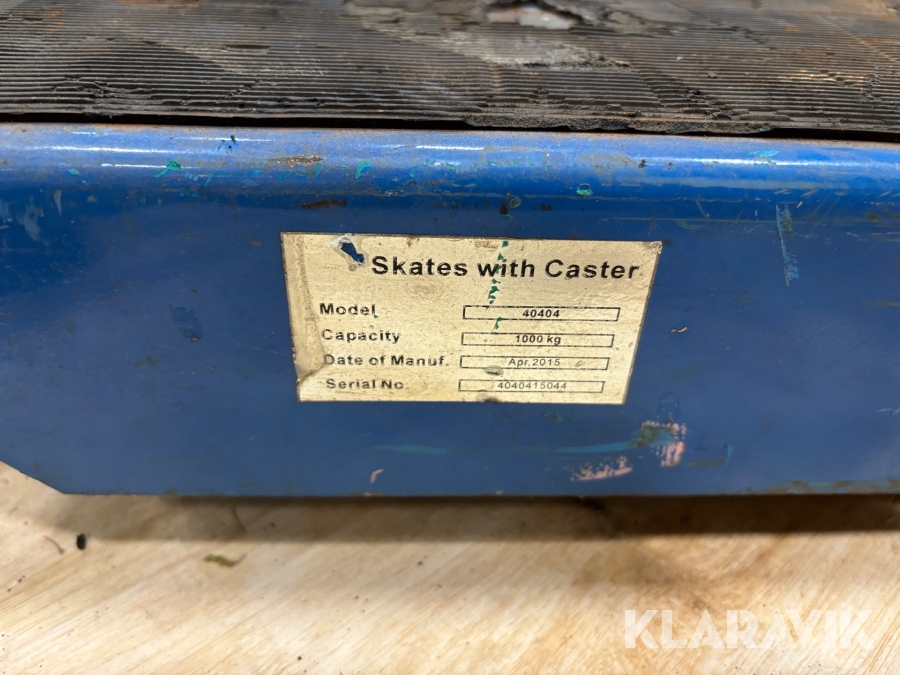 Skates with Caster
Model 40404
Capacity 1000 kg
Date of Manuf. Apr,2015
Serial No. 4040415044
KLARAVIK